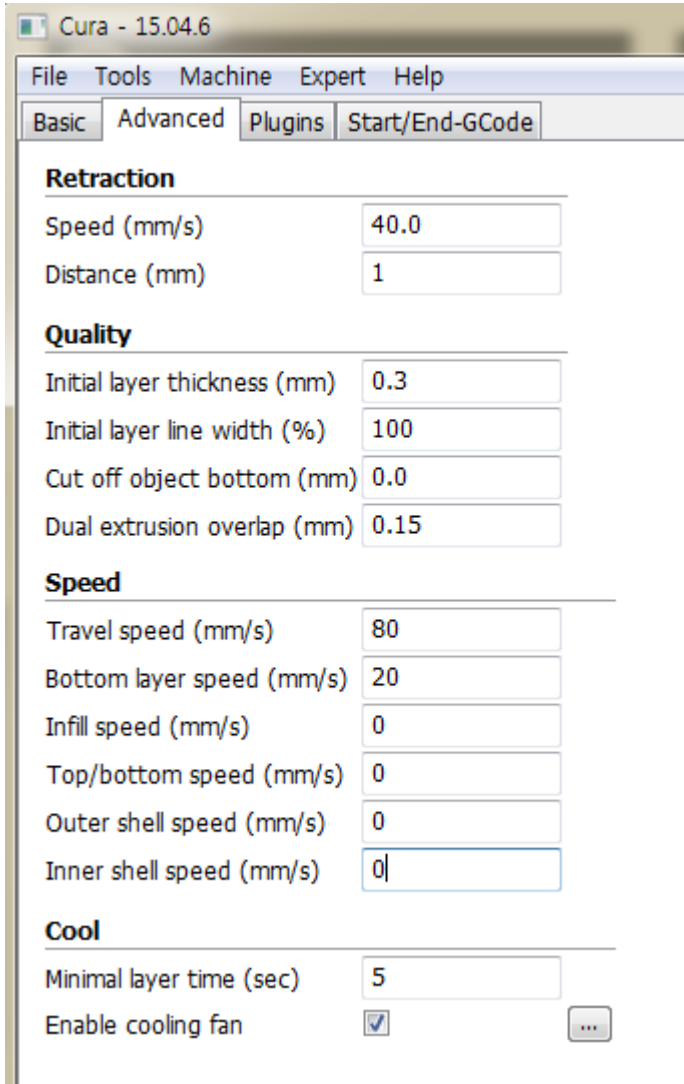 Cura - 15.04.6
File Tools Machine Expert Help
Basic Advanced Plugins Start/End-GCode
Retraction
Speed (mm/s) 40.0
Distance (mm) 1
Quality
Initial layer thickness (mm) 0.3
Initial layer line width (%) 100
Cut off object bottom (mm) 0.0
Dual extrusion overlap (mm) 0.15
Speed
Travel speed (mm/s) 80
Bottom layer speed (mm/s) 20
Infill speed (mm/s) 0
Top/bottom speed (mm/s) 0
Outer shell speed (mm/s) 0
Inner shell speed (mm/s) 0
Cool
Minimal layer time (sec) 5
Enable cooling fan ...